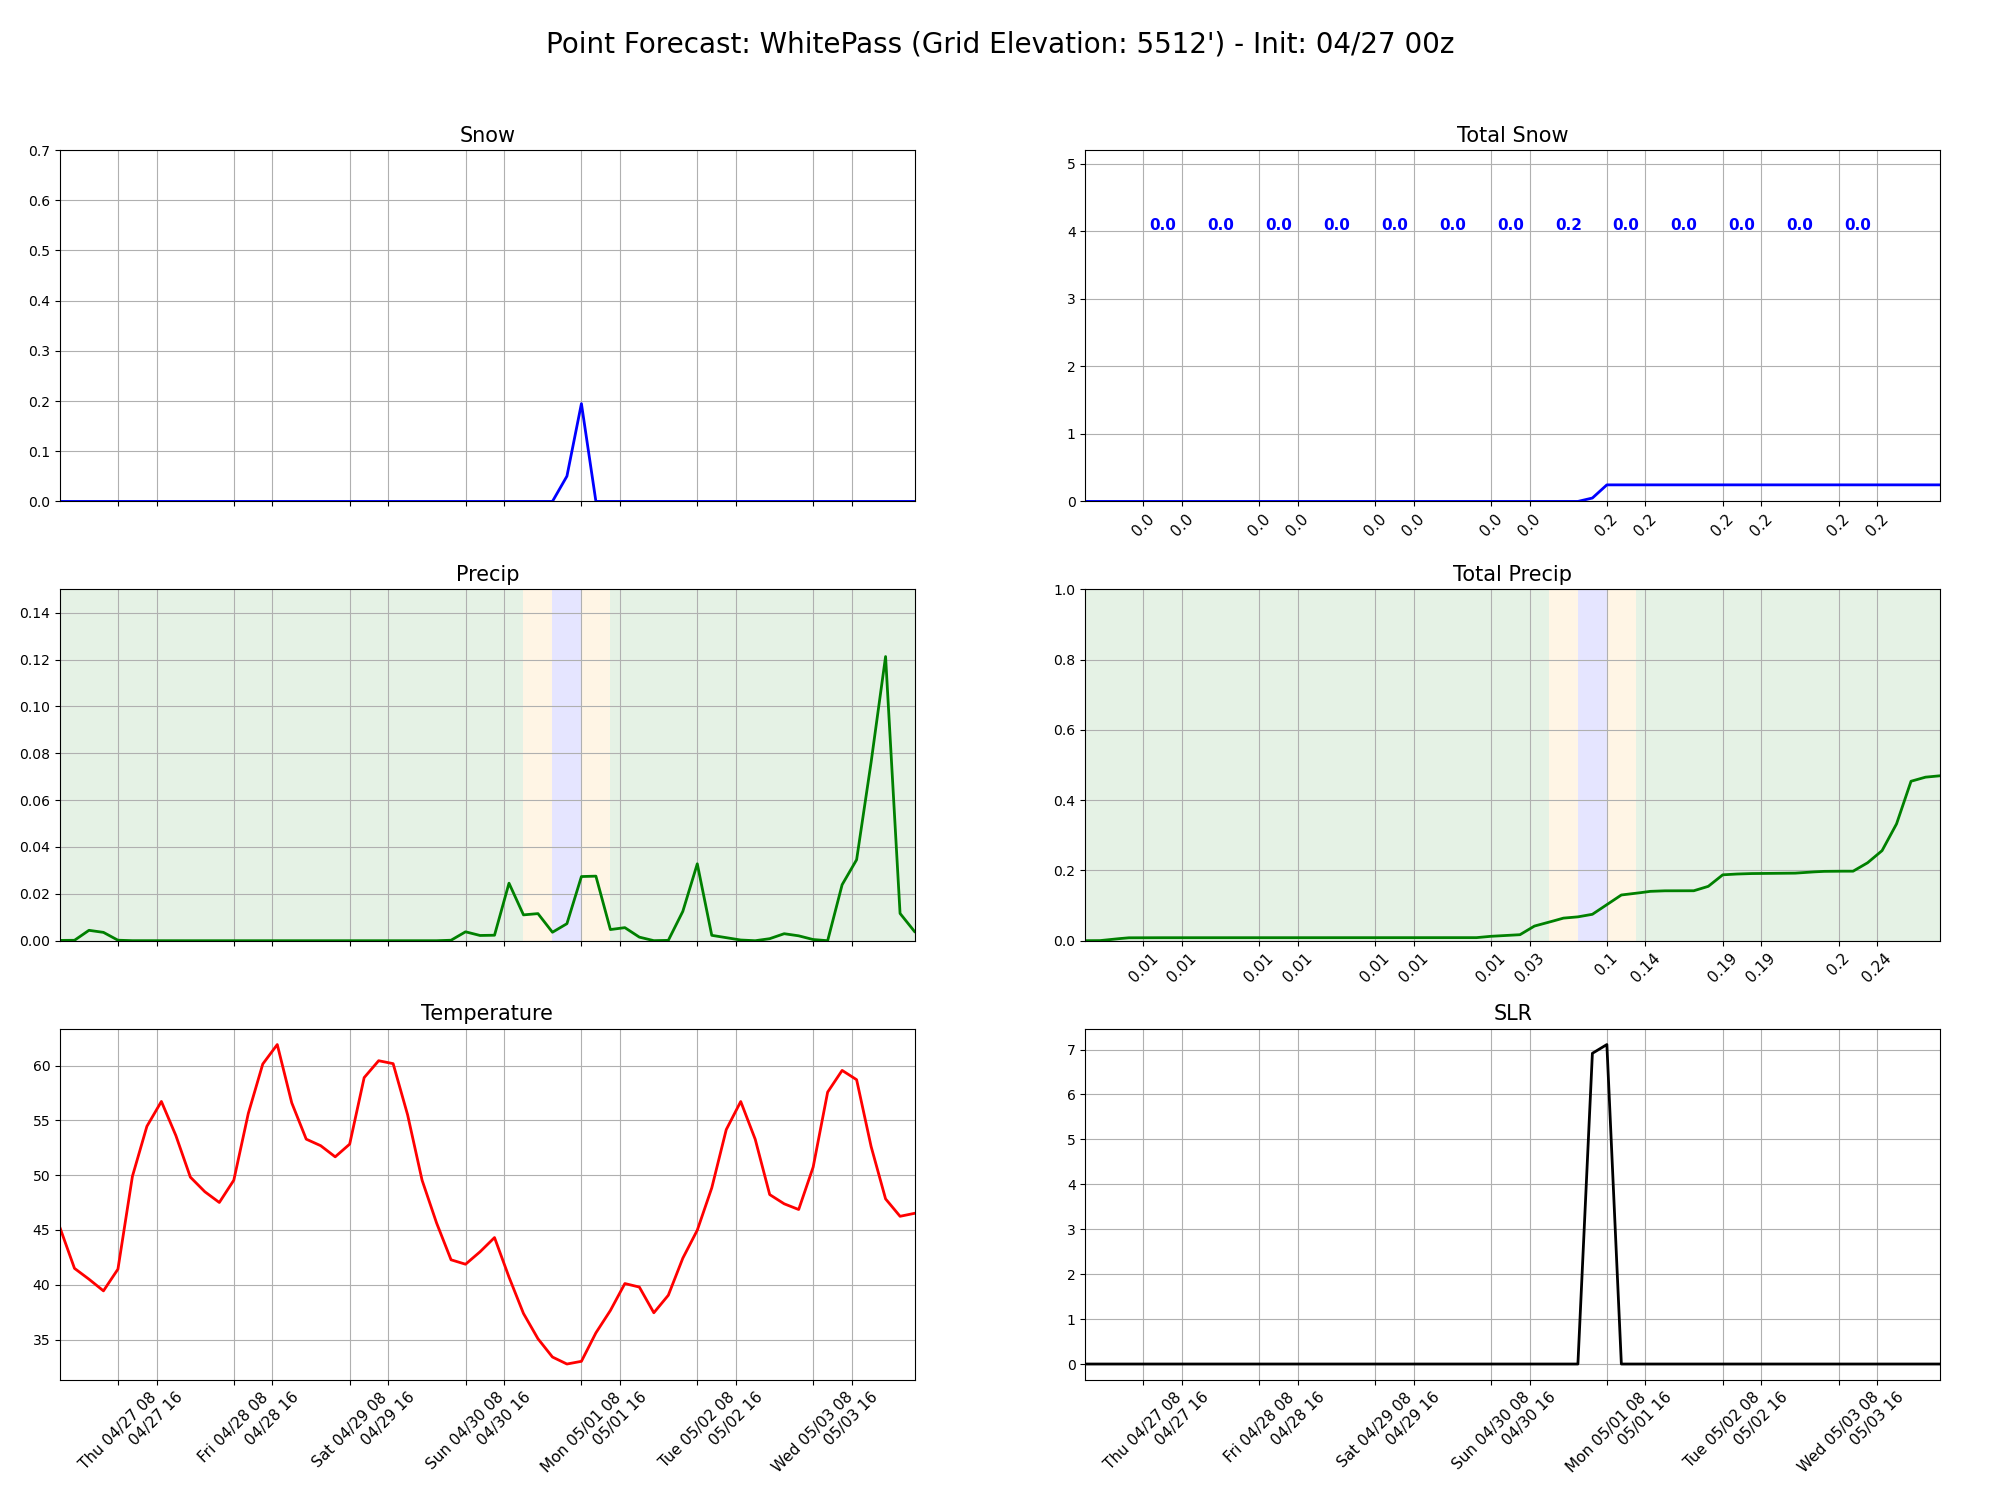 Point Forecast: WhitePass (Grid Elevation: 5512') - Init: 04/27 00z
Snow
0.7
0.6
0.5
0.4
0.3
0.2
0.1
0.0
Total Snow
5
4
3
2
1
0
0.0 0.0 0.0 0.0 0.0 0.0 0.0 0.2 0.0 0.0 0.0 0.0 0.0
0.0 0.0 0.0 0.0 0.0 0.0 0.0 0.0 0.2 0.2 0.2 0.2 0.2 0.2
Precip
0.14
0.12
0.10
0.08
0.06
0.04
0.02
0.00
Total Precip
1.0
0.8
0.6
0.4
0.2
0.0
0.01 0.01 0.01 0.01 0.01 0.01 0.01 0.03 0.1 0.14 0.19 0.19 0.2 0.24
Temperature
60
55
50
45
40
35
Thu 04/27 08
04/27 16
Fri 04/28 08
04/28 16
Sat 04/29 08
04/29 16
Sun 04/30 08
04/30 16
Mon 05/01 08
05/01 16
Tue 05/02 08
05/02 16
Wed 05/03 08
05/03 16
SLR
7
6
5
4
3
2
1
0
Thu 04/27 08
04/27 16
Fri 04/28 08
04/28 16
Sat 04/29 08
04/29 16
Sun 04/30 08
04/30 16
Mon 05/01 08
05/01 16
Tue 05/02 08
05/02 16
Wed 05/03 08
05/03 16